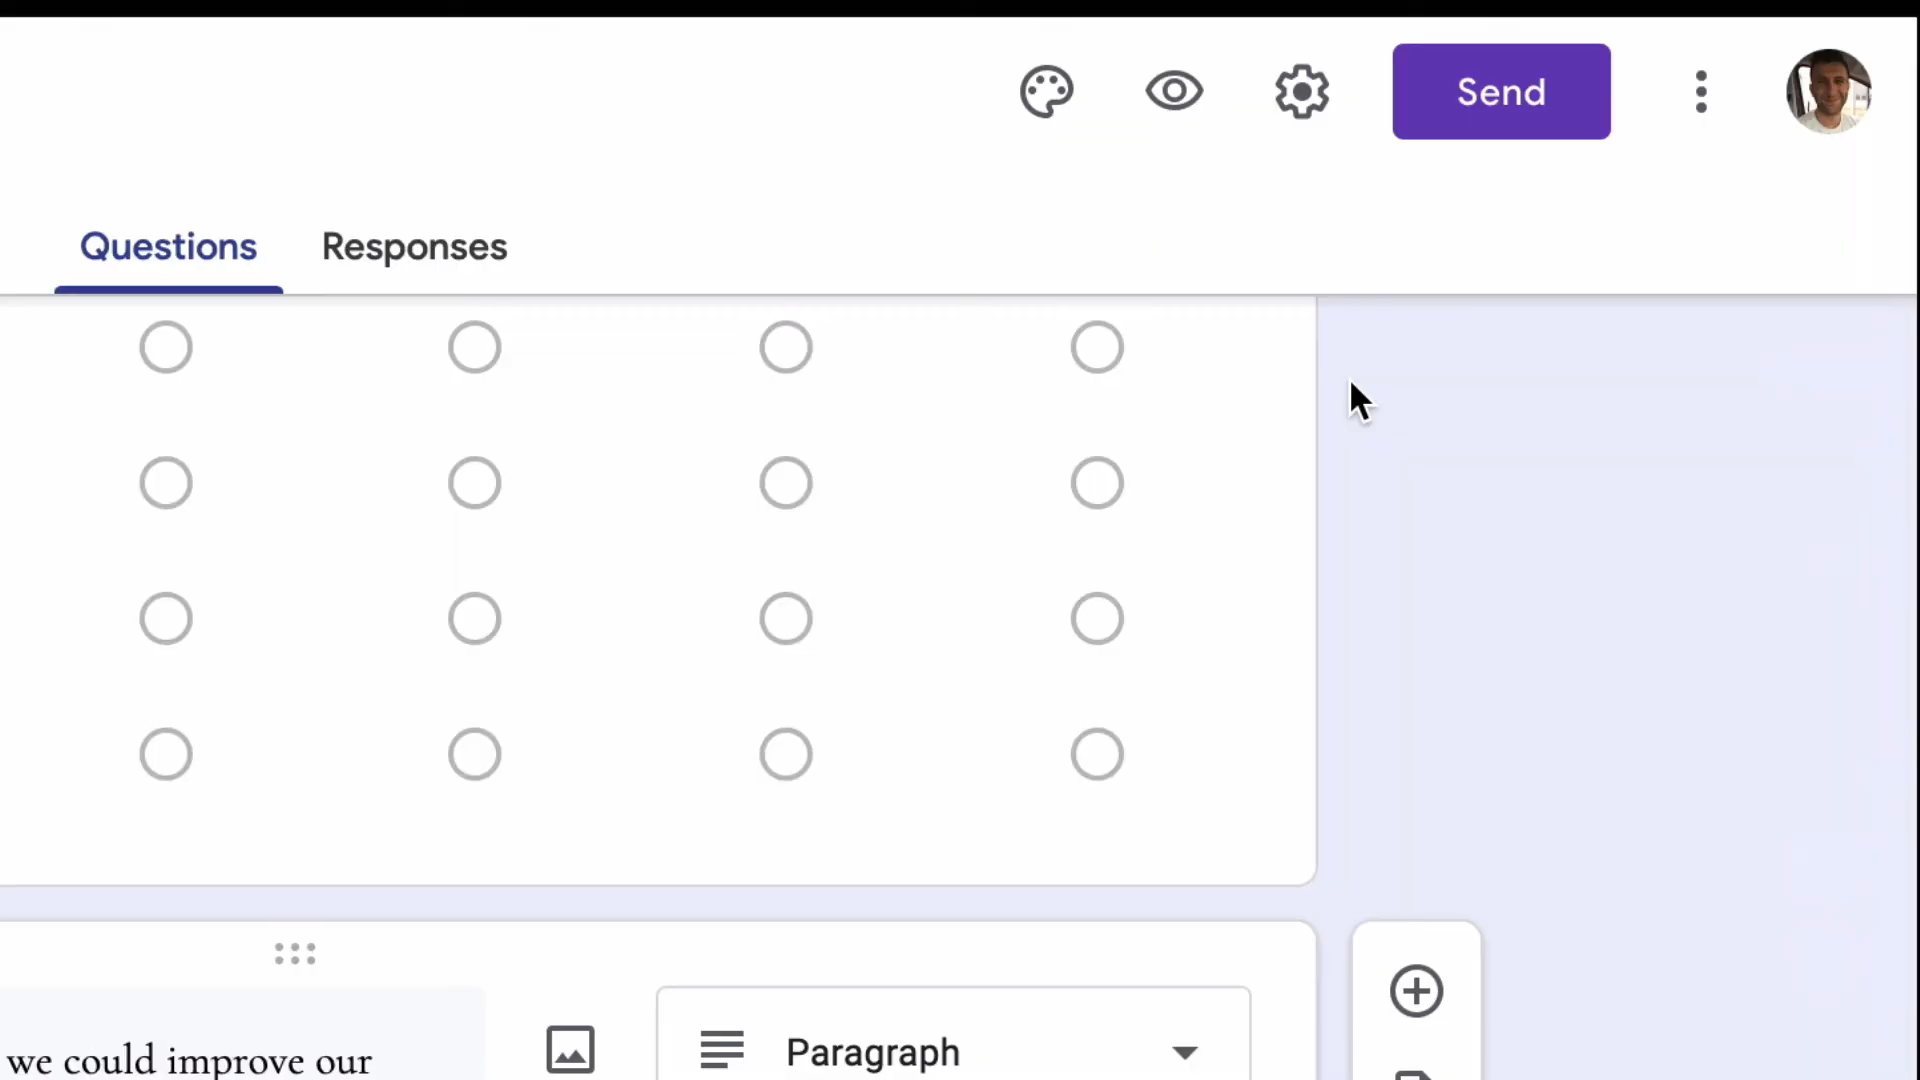 Send
Questions
Responses
we could improve our
Paragraph